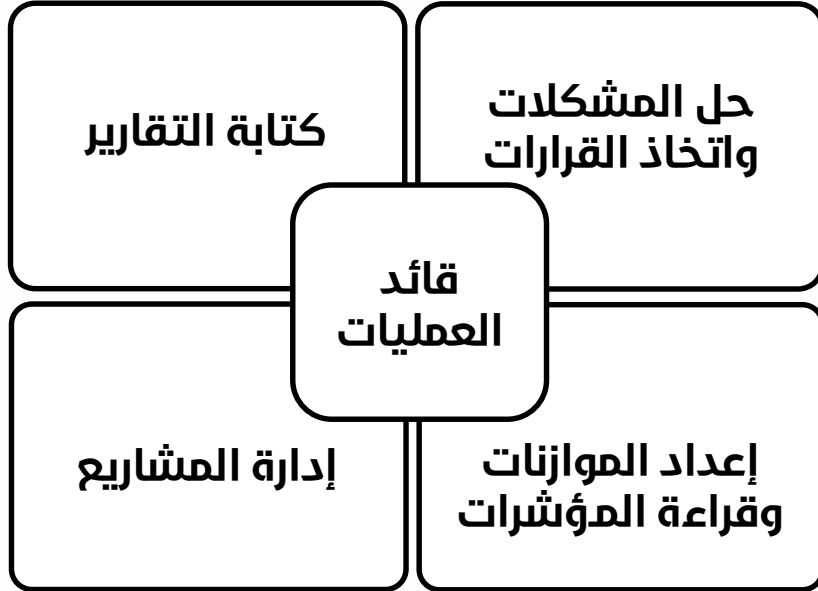 حل المشكلات
واتخاذ القرارات
كتابة التقارير
قائد
العمليات
إعداد الموازنات
وقراءة المؤشرات
إدارة المشاريع